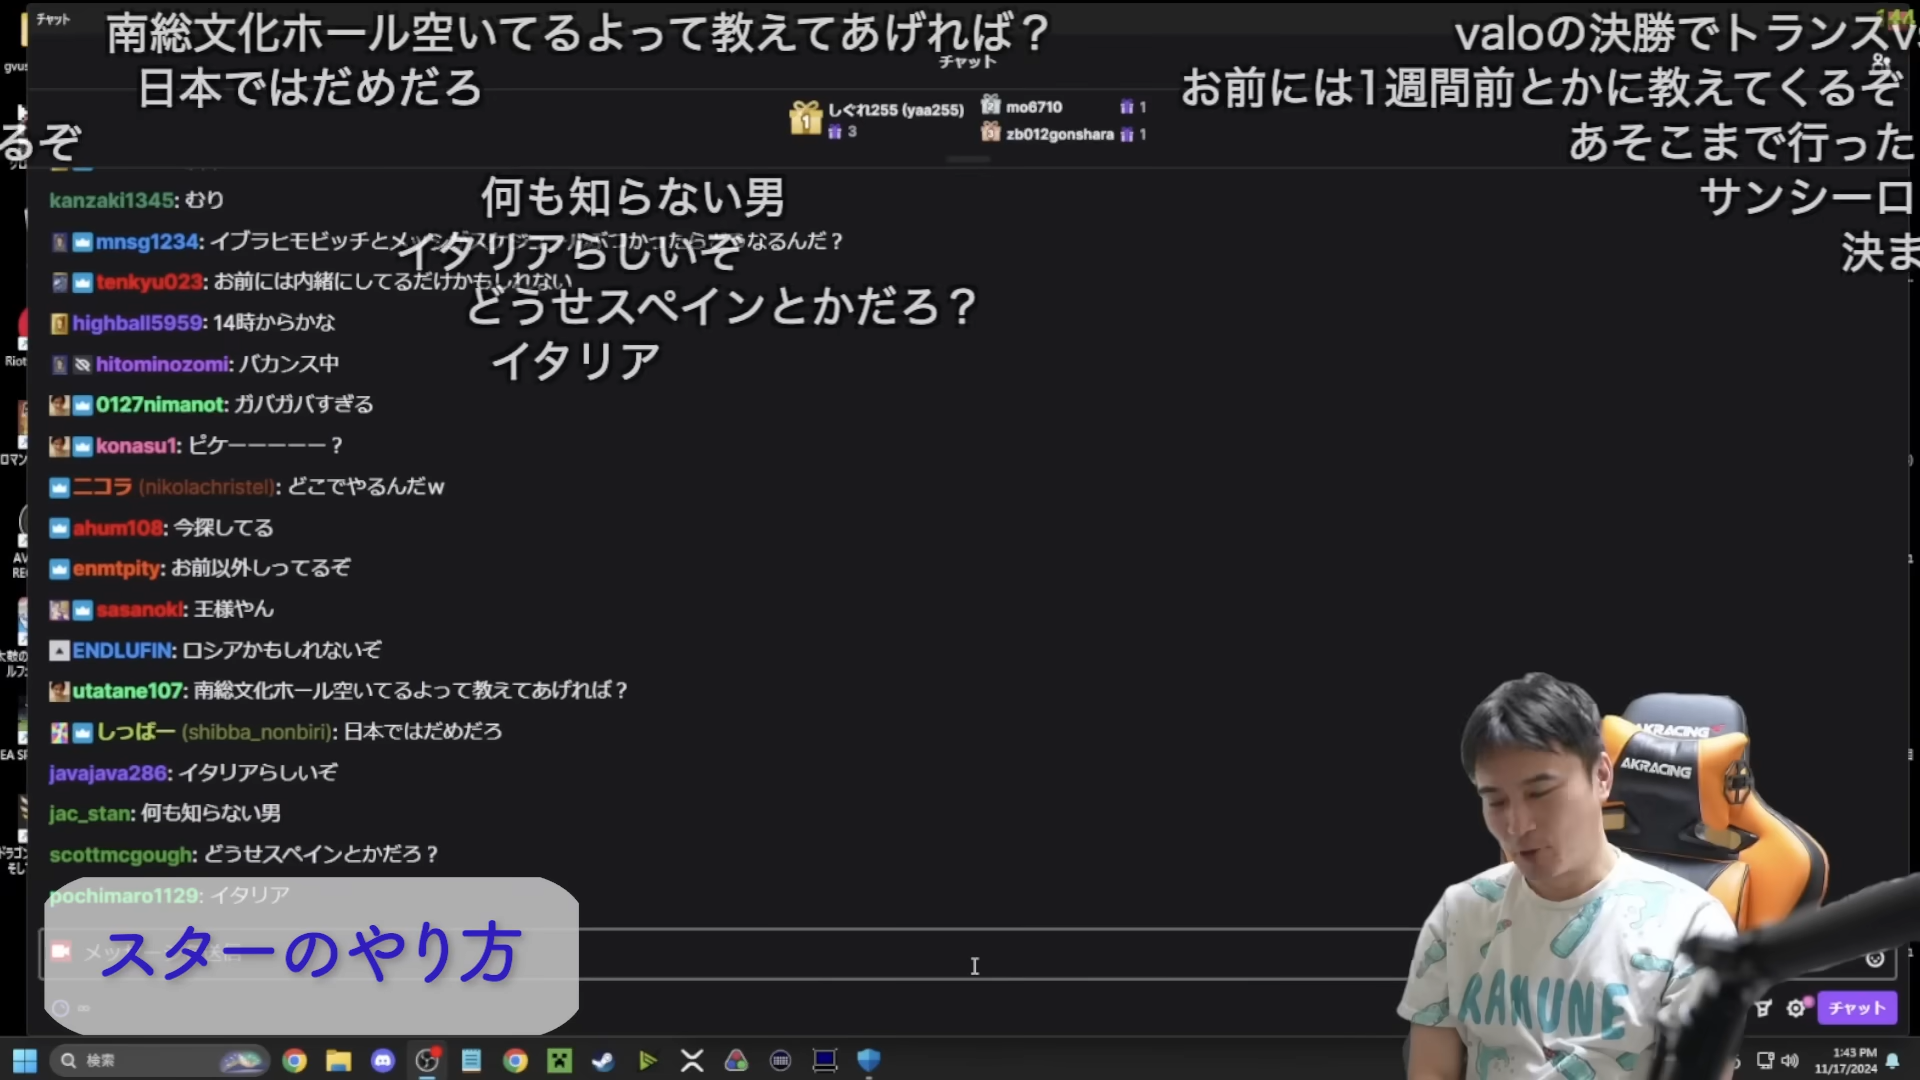 チャット
南総文化ホール空いてるよって教えてあげれば？
日本ではだめだろ
るぞ
チャット
お前には1週間前とかに教えてくるぞ
あそこまで行った
サンシーロ
決ま
しぐれ255 (yaa255)
3
mo6710
1
zb012gonshara
1
何も知らない男
イタリアらしいぞ
どうせスペインとかだろ？
イタリア
kanzaki1345: むり
tenkyu023: お前には内緒にしてるだけかもしれない
highball5959: 14時からかな
hitominozomi: バカンス中
0127nimanot: ガバガバすぎる
konasu1: ピケーーーーー？
ニコラ (nikolachristel): どこでやるんだw
ahum108: 今探してる
enmtpity: お前以外しってるぞ
sasanokl: 王様やん
ENDLUFIN: ロシアかもしれないぞ
utatane107: 南総文化ホール空いてるよって教えてあげれば？
しっばー (shibba_nonbiri): 日本ではだめだろ
javajava286: イタリアらしいぞ
jac_stan: 何も知らない男
scottmcgough: どうせスペインとかだろ？
pochimaro1129: イタリア
スターのやり方
AKRACING
AKRACING
RAMUNE
チャット
検索
1:43 PM
11/17/2024